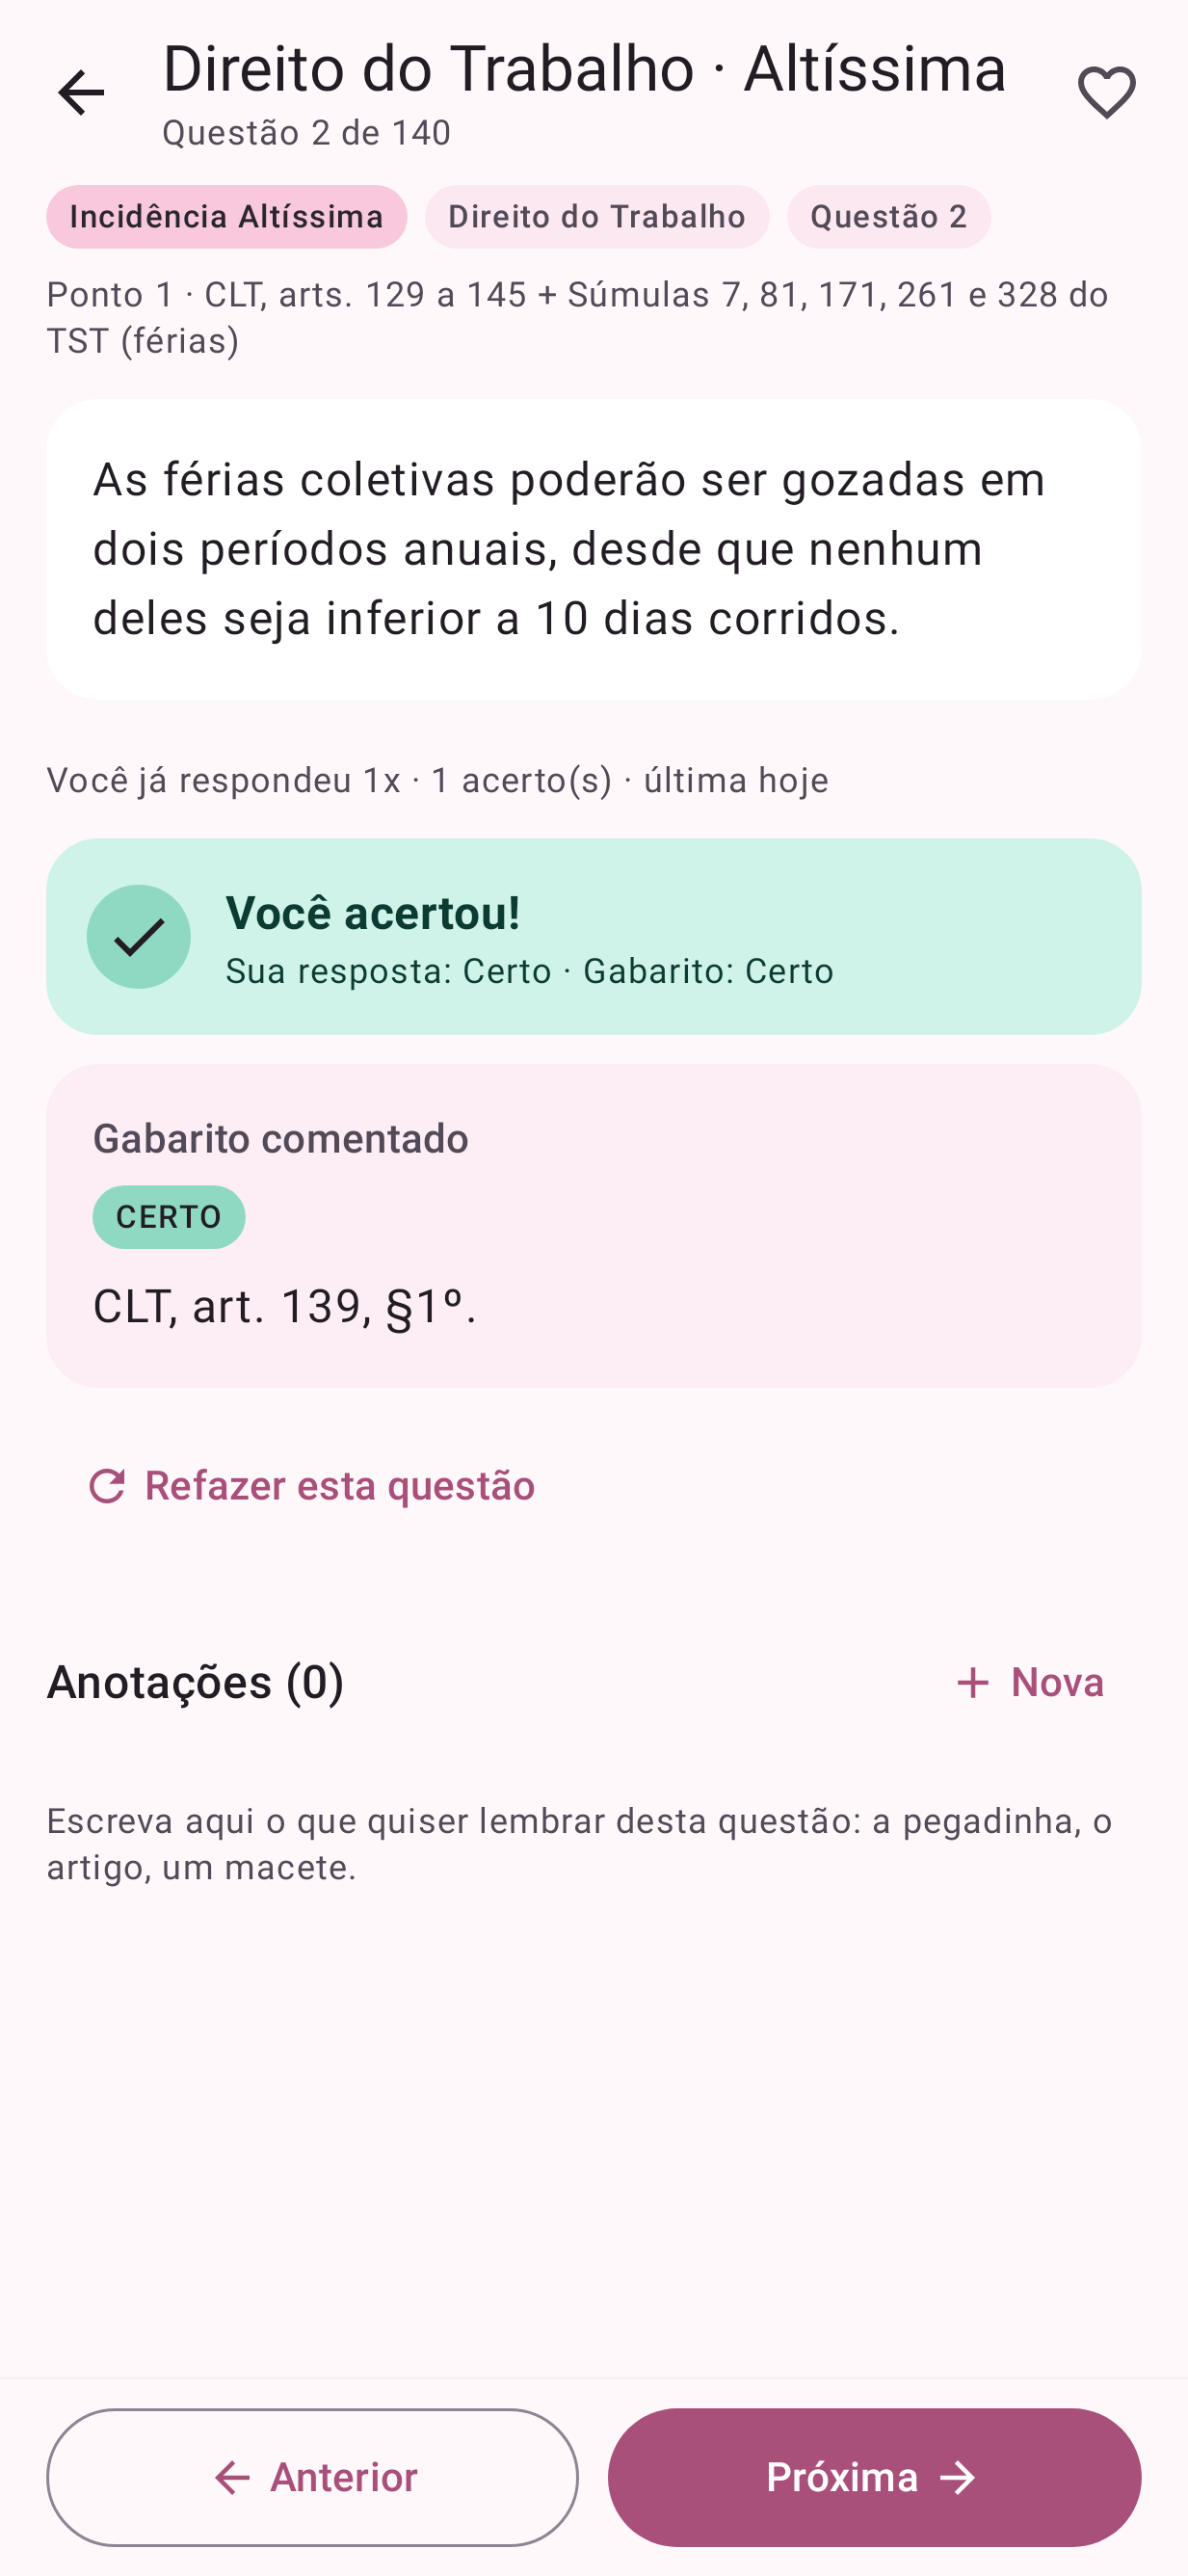 Direito do Trabalho · Altíssima
Questão 2 de 140
Incidência Altíssima
Direito do Trabalho
Questão 2
Ponto 1 · CLT, arts. 129 a 145 + Súmulas 7, 81, 171, 261 e 328 do
TST (férias)
As férias coletivas poderão ser gozadas em
dois períodos anuais, desde que nenhum
deles seja inferior a 10 dias corridos.
Você já respondeu 1x · 1 acerto(s) · última hoje
Você acertou!
Sua resposta: Certo · Gabarito: Certo
Gabarito comentado
CERTO
CLT, art. 139, §1º.
Refazer esta questão
Anotações (0)
+ Nova
Escreva aqui o que quiser lembrar desta questão: a pegadinha, o
artigo, um macete.
← Anterior
Próxima →